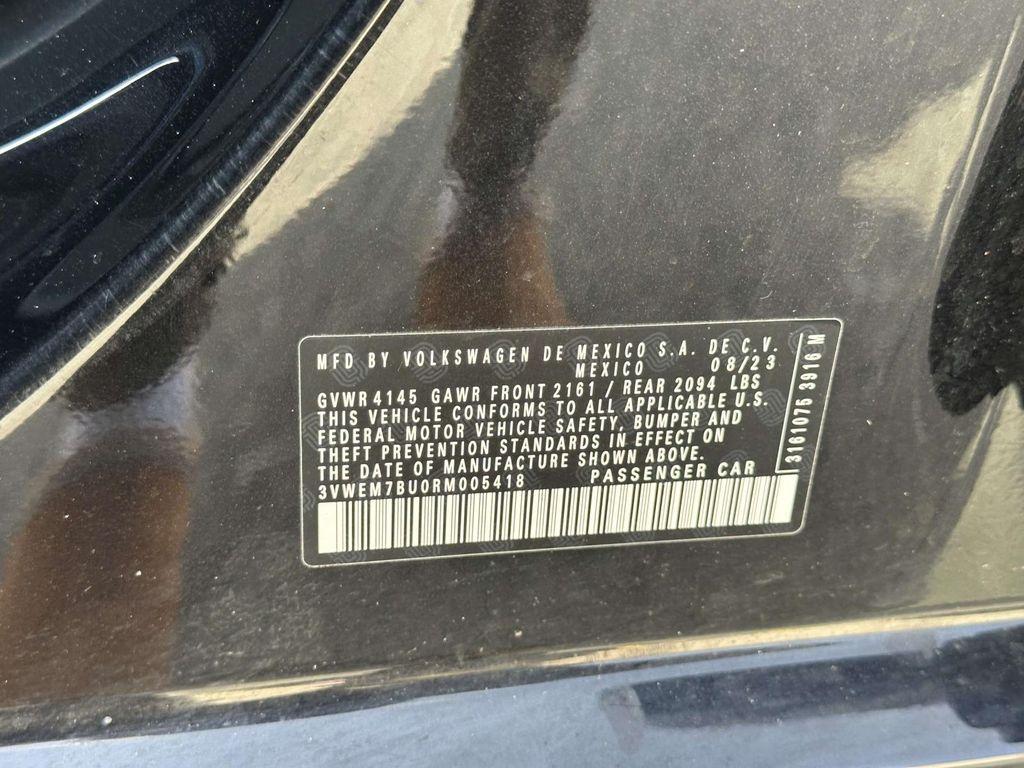 MFD BY VOLKSWAGEN DE MEXICO S.A. DE C.V.
MEXICO 08/23
GVWR 4145 GAWR FRONT 2161 / REAR 2094 LBS
THIS VEHICLE CONFORMS TO ALL APPLICABLE U.S.
FEDERAL MOTOR VEHICLE SAFETY, BUMPER AND
THEFT PREVENTION STANDARDS IN EFFECT ON
THE DATE OF MANUFACTURE SHOWN ABOVE.
3VWEM7BU0RM005418 PASSENGER CAR
3161075 3916 M